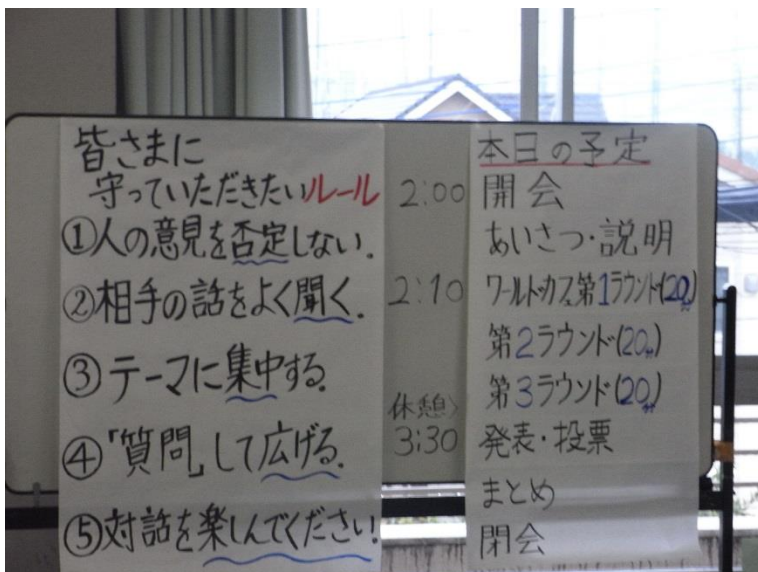 皆さまに
守っていただきたいルール
①人の意見を否定しない.
②相手の話をよく聞く.
③テーマに集中する.
④「質問」して広げる.
⑤対話を楽しんでください!
本日の予定
2:00 開会
あいさつ・説明
2:10 ワールドカフェ第1ラウンド(20分)
第2ラウンド(20分)
第3ラウンド(20分)
休憩〉
3:30 発表・投票
まとめ
閉会